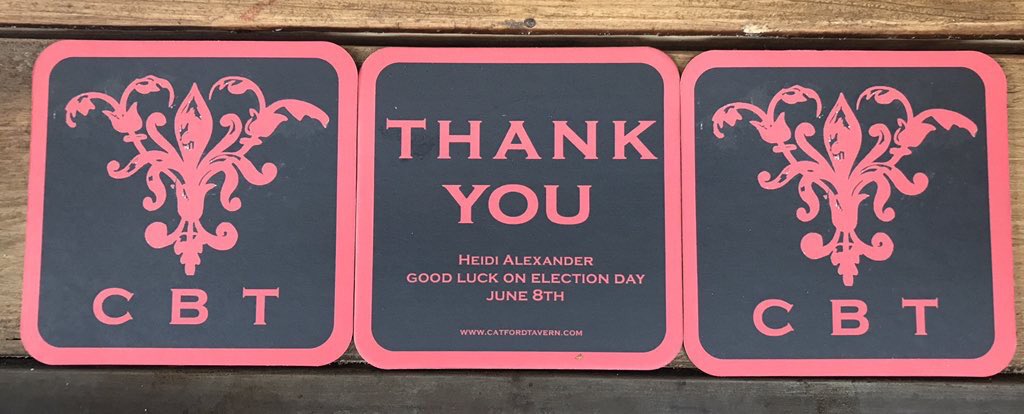 CBT
THANK
YOU
HEIDI ALEXANDER
GOOD LUCK ON ELECTION DAY
JUNE 8TH
WWW.CATFORDTAVERN.COM
CBT